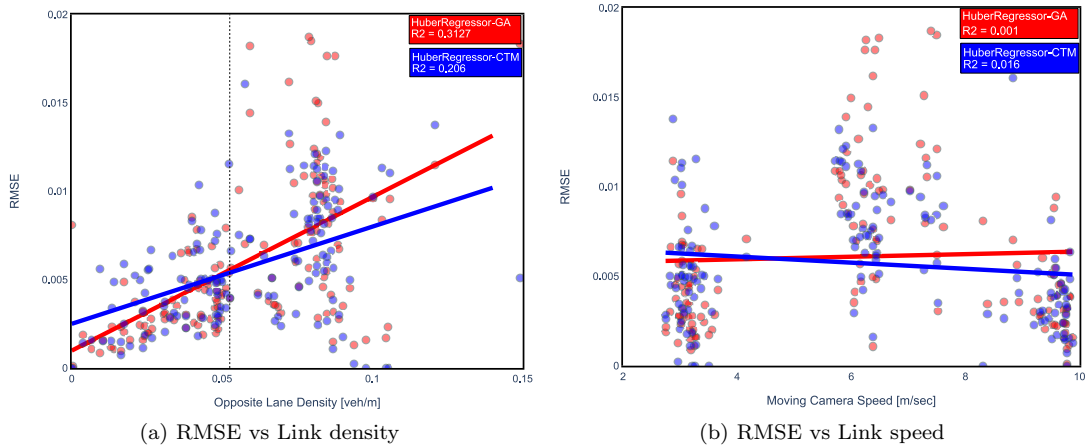 HuberRegressor-GA
R2 = 0.3127
HuberRegressor-CTM
R2 = 0.206
0.02
0.015
0.01
0.005
0
RMSE
0
0.05
0.1
0.15
Opposite Lane Density [veh/m]
(a) RMSE vs Link density
HuberRegressor-GA
R2 = 0.001
HuberRegressor-CTM
R2 = 0.016
0.02
0.015
0.01
0.005
0
RMSE
2
4
6
8
10
Moving Camera Speed [m/sec]
(b) RMSE vs Link speed